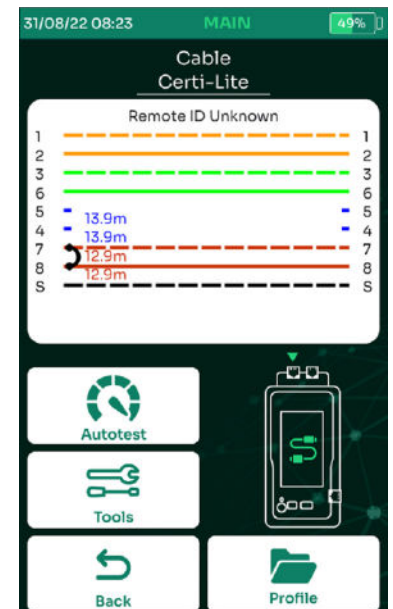 31/08/22 08:23 MAIN 49%
Cable
Certi-Lite
Remote ID Unknown
1 1
2 2
3 3
6 6
5 13.9m 5
4 13.9m 4
7 12.9m 7
8 12.9m 8
S S
Autotest
Tools
Back Profile